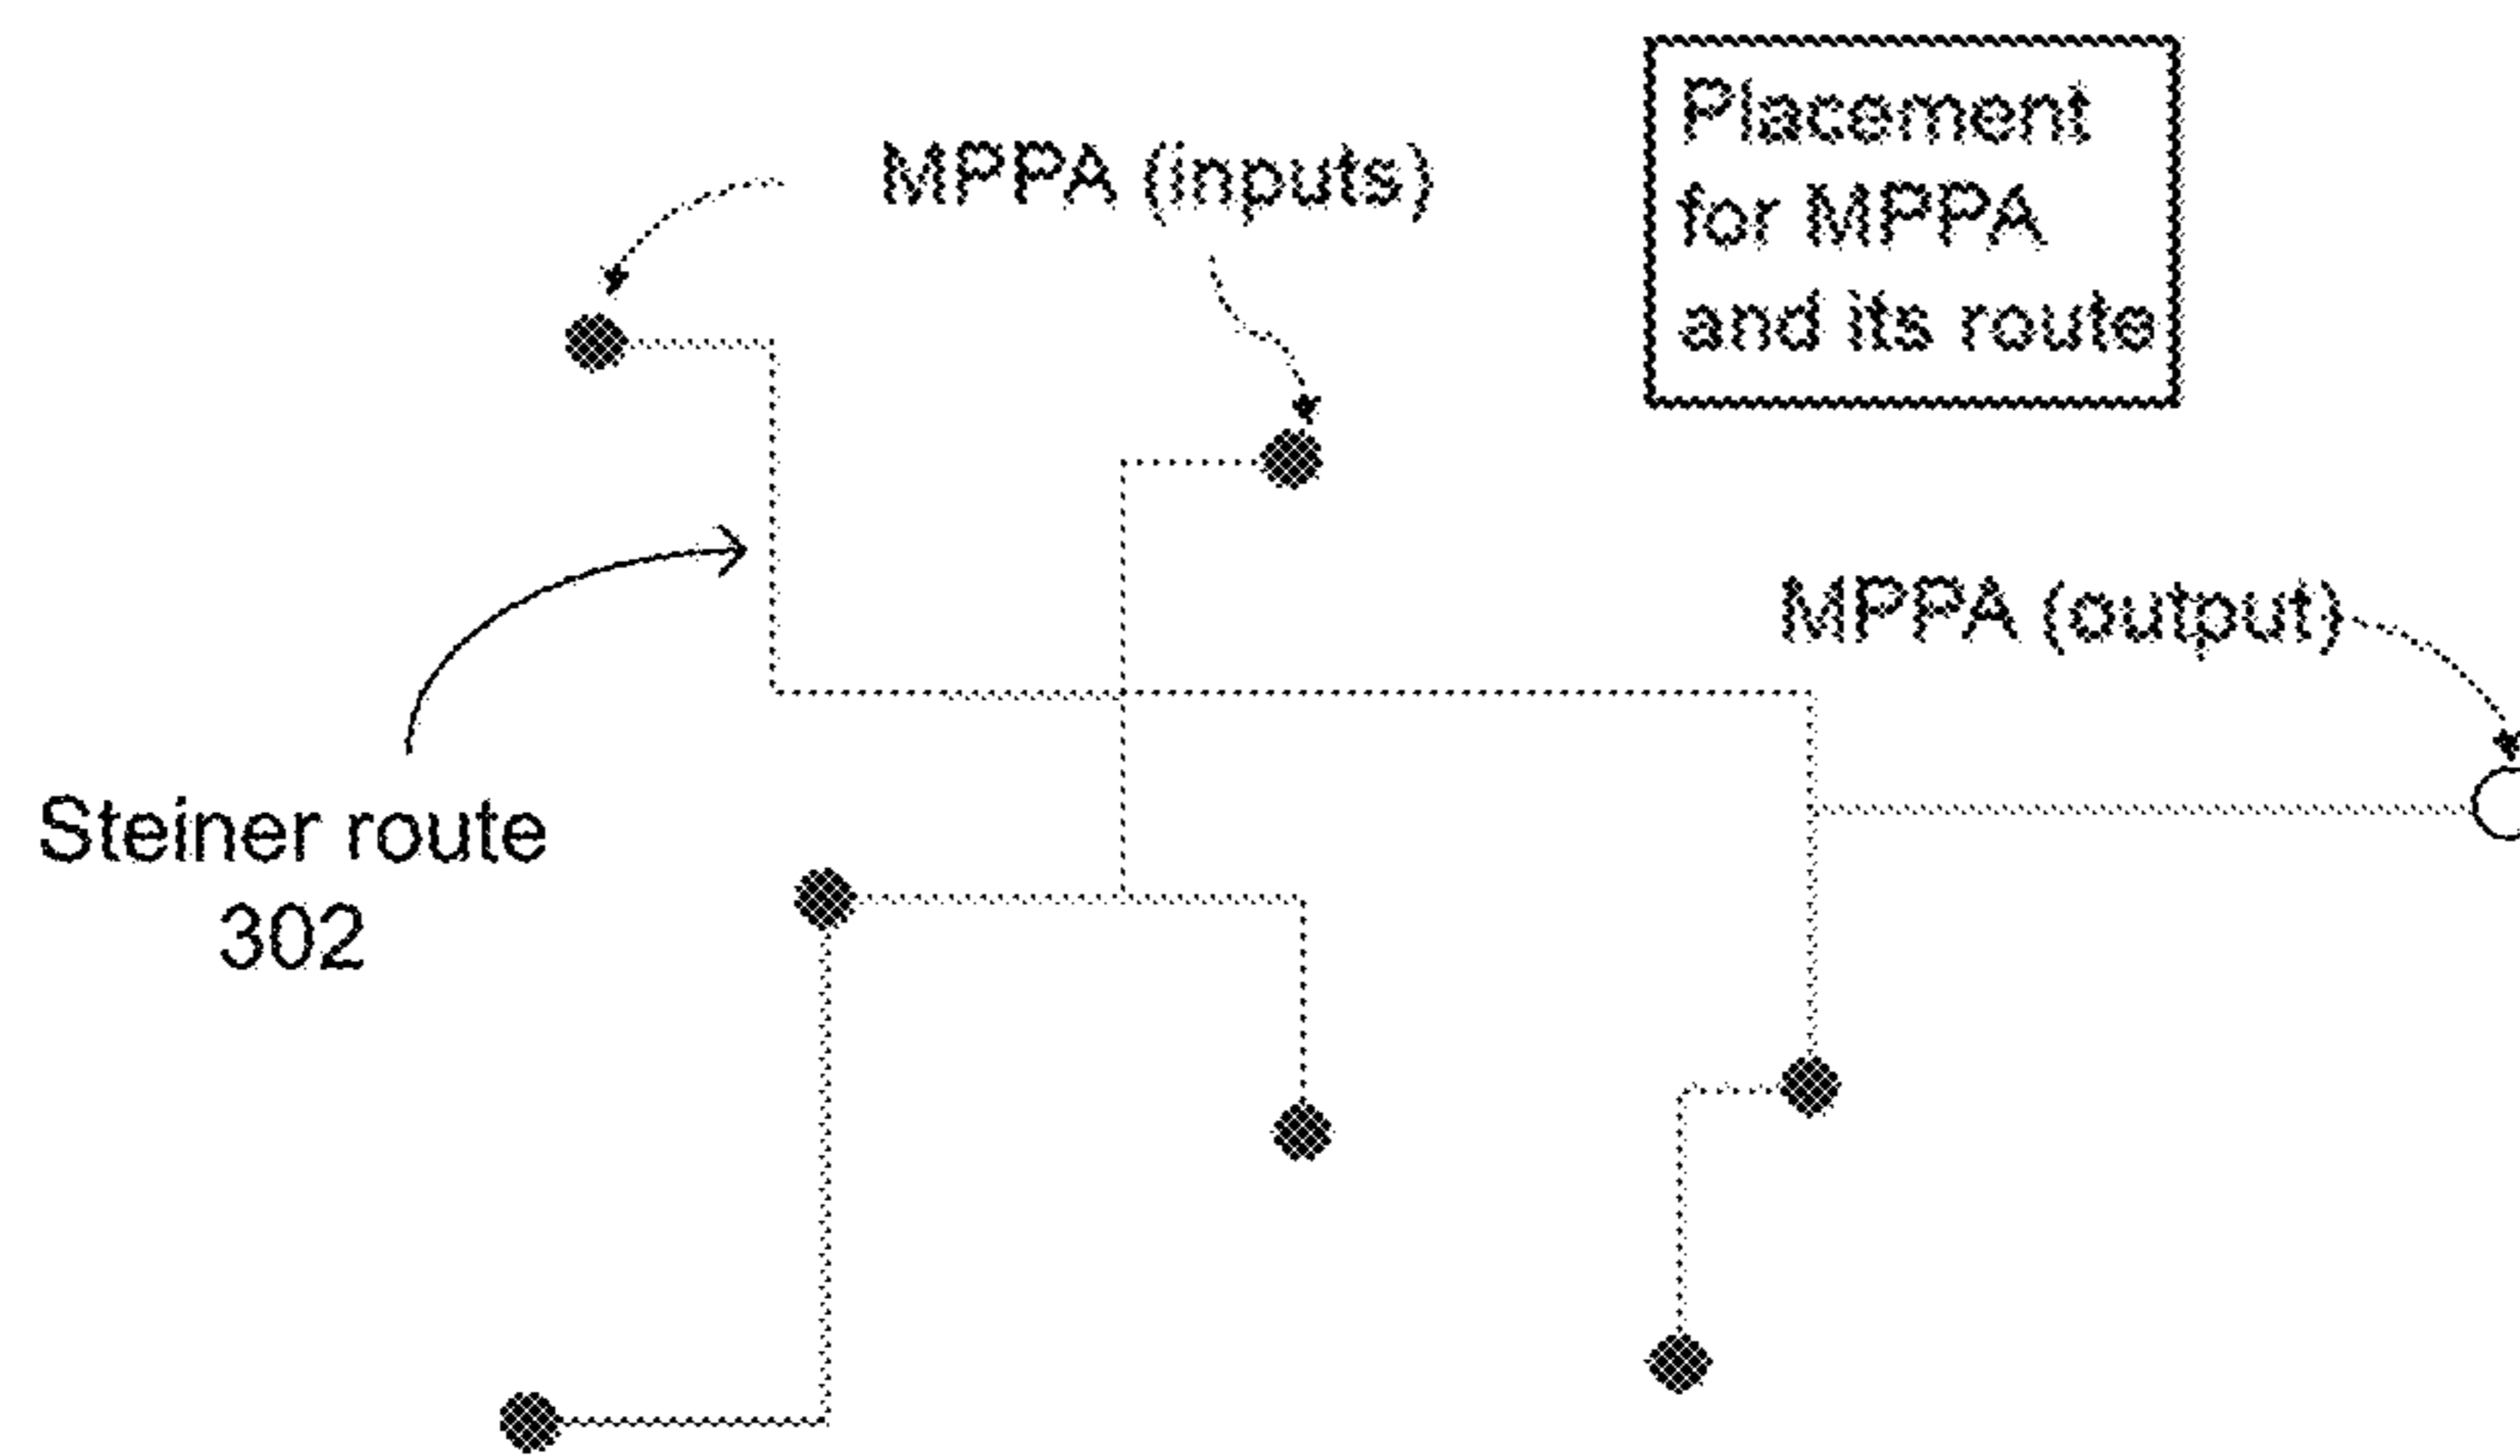 MPPA (inputs)
Placement
for MPPA
and its route
MPPA (output)
Steiner route
302